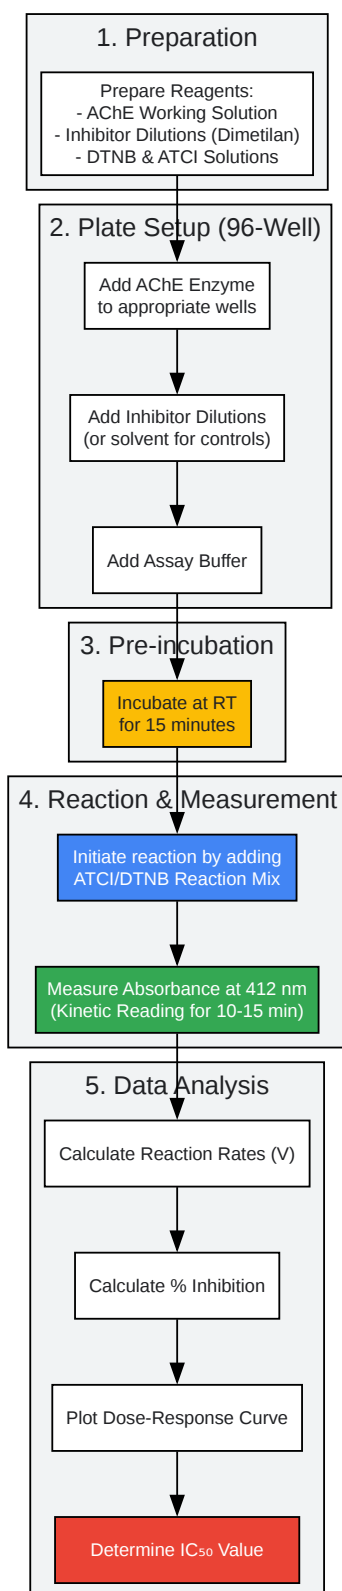 1. Preparation
Prepare Reagents:
- AChE Working Solution
- Inhibitor Dilutions (Dimetilan)
- DTNB & ATCI Solutions
2. Plate Setup (96-Well)
Add AChE Enzyme
to appropriate wells
Add Inhibitor Dilutions
(or solvent for controls)
Add Assay Buffer
3. Pre-incubation
Incubate at RT
for 15 minutes
4. Reaction & Measurement
Initiate reaction by adding
ATCI/DTNB Reaction Mix
Measure Absorbance at 412 nm
(Kinetic Reading for 10-15 min)
5. Data Analysis
Calculate Reaction Rates (V)
Calculate % Inhibition
Plot Dose-Response Curve
Determine IC₅₀ Value